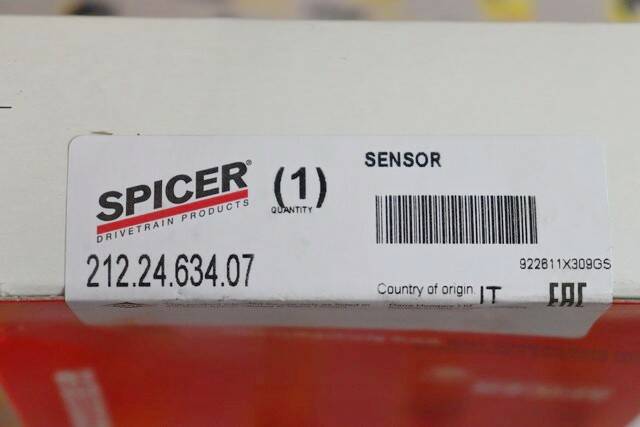 SPICER®
DRIVETRAIN PRODUCTS
(1)
QUANTITY
SENSOR
212.24.634.07
922611X309GS
Country of origin IT
EAC